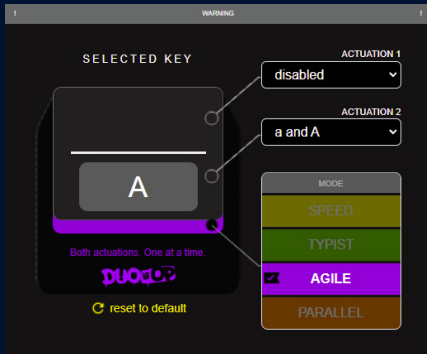 WARNING
SELECTED KEY
ACTUATION 1
disabled
ACTUATION 2
a and A
A
MODE
SPEED
TYPIST
AGILE
PARALLEL
Both actuations. One at a time.
reset to default